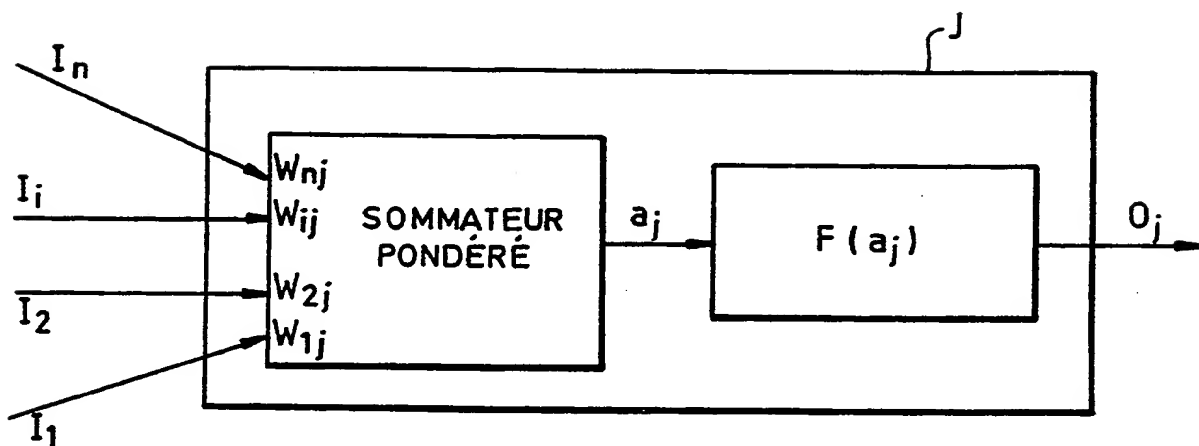 J
In
Ii
I2
I1
Wnj
Wij
W2j
W1j
SOMMATEUR
PONDÉRÉ
aj
F(aj)
Oj